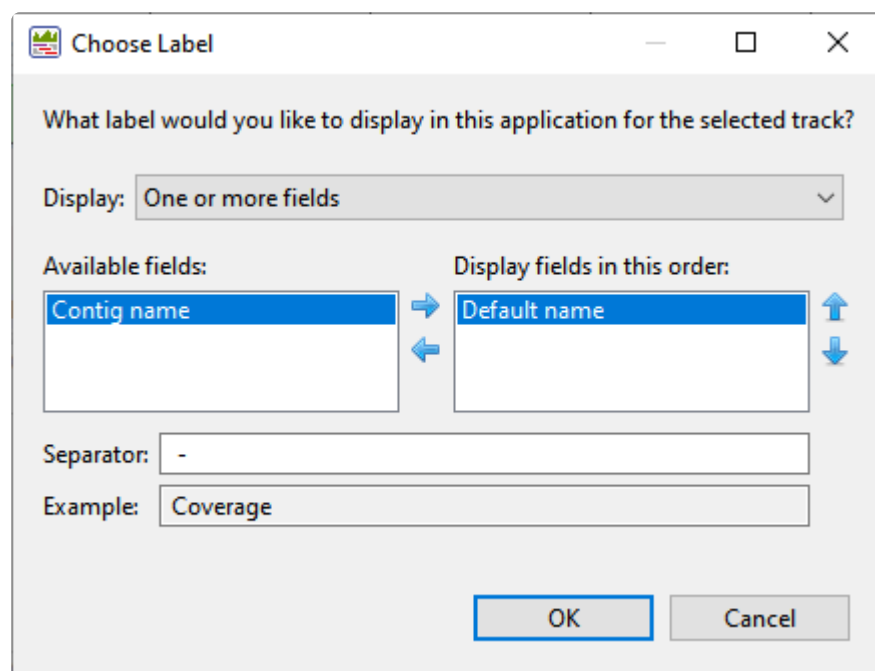 Choose Label
What label would you like to display in this application for the selected track?
Display: One or more fields
Available fields:
Display fields in this order:
Contig name
Default name
Separator: -
Example: Coverage
OK
Cancel